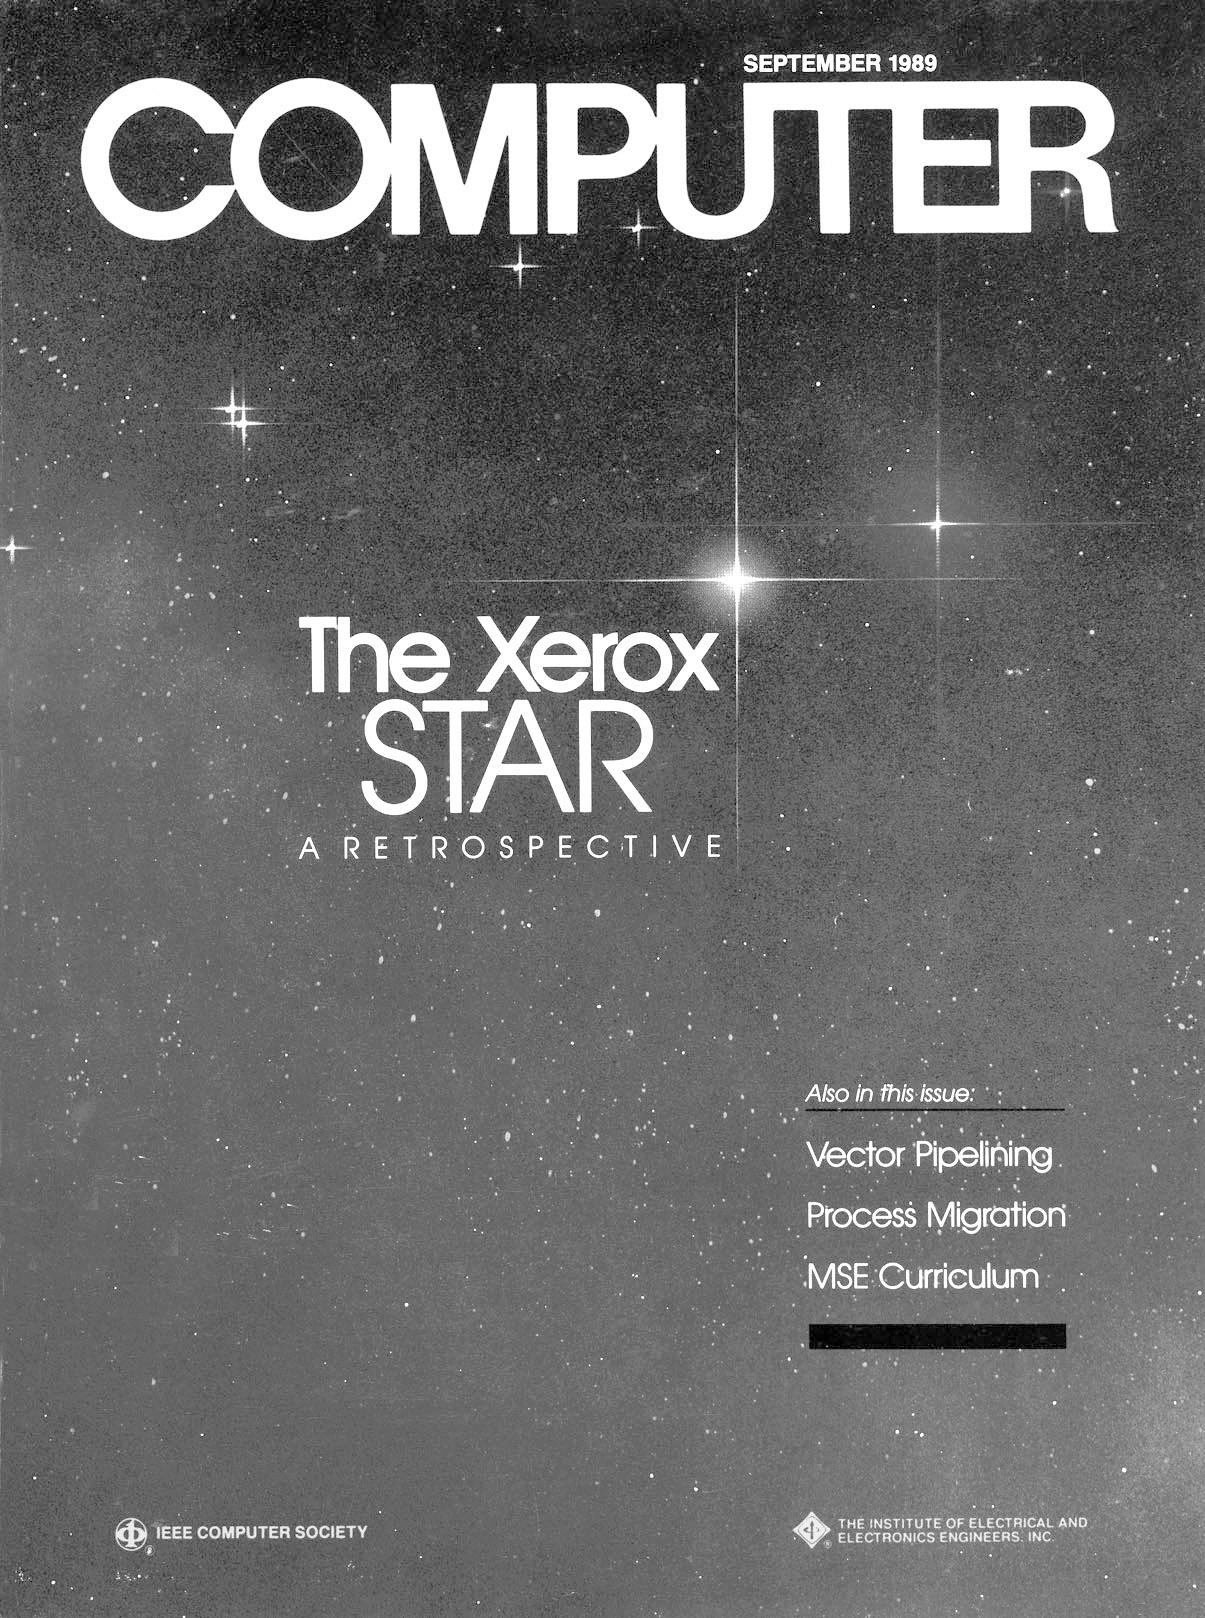 SEPTEMBER 1989
COMPUTER
The Xerox
STAR
A RETROSPECTIVE
Also in this issue:
Vector Pipelining
Process Migration
MSE Curriculum
IEEE COMPUTER SOCIETY
®
THE INSTITUTE OF ELECTRICAL AND
ELECTRONICS ENGINEERS, INC.
®